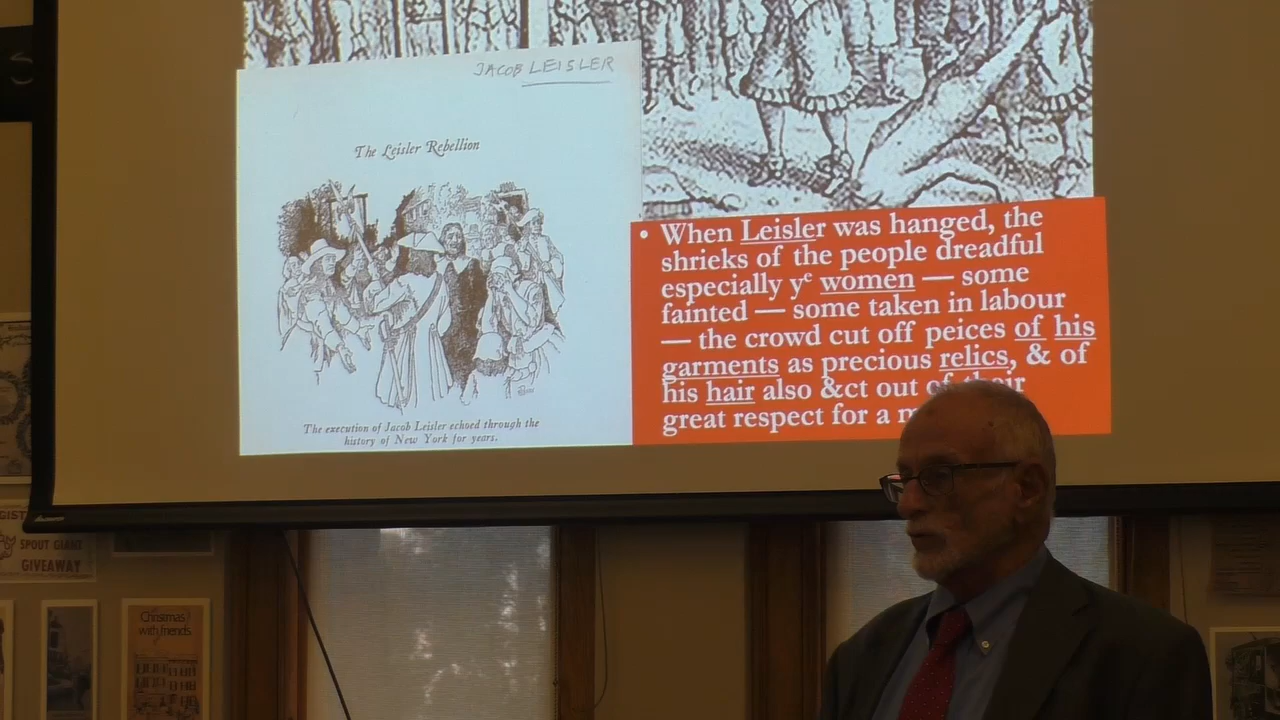 JACOB LEISLER
The Leisler Rebellion
The execution of Jacob Leisler echoed through the
history of New York for years.
• When Leisler was hanged, the
shrieks of the people dreadful
especially yᵉ women — some
fainted — some taken in labour
— the crowd cut off peices of his
garments as precious relics, & of
his hair also &ct out of their
great respect for a
SPOUT GIANT
GIVEAWAY
Christmas
with friends